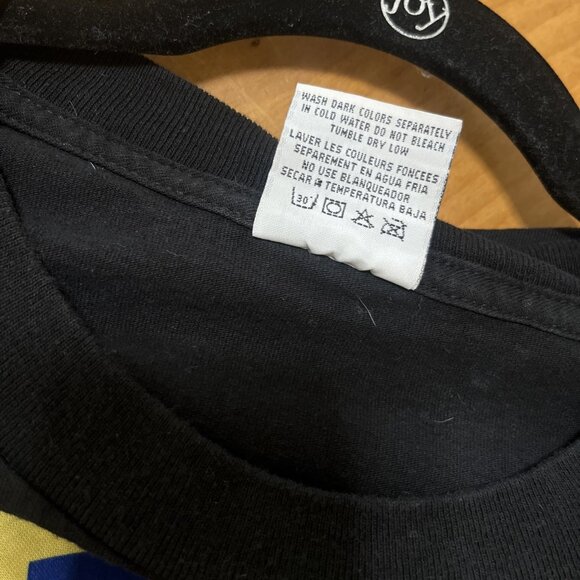 Joy
WASH DARK COLORS SEPARATELY
IN COLD WATER DO NOT BLEACH
TUMBLE DRY LOW
LAVER LES COULEURS FONCEES
SEPAREMENT EN AGUA FRIA
NO USE BLANQUEADOR
SECAR A TEMPERATURA BAJA
30°